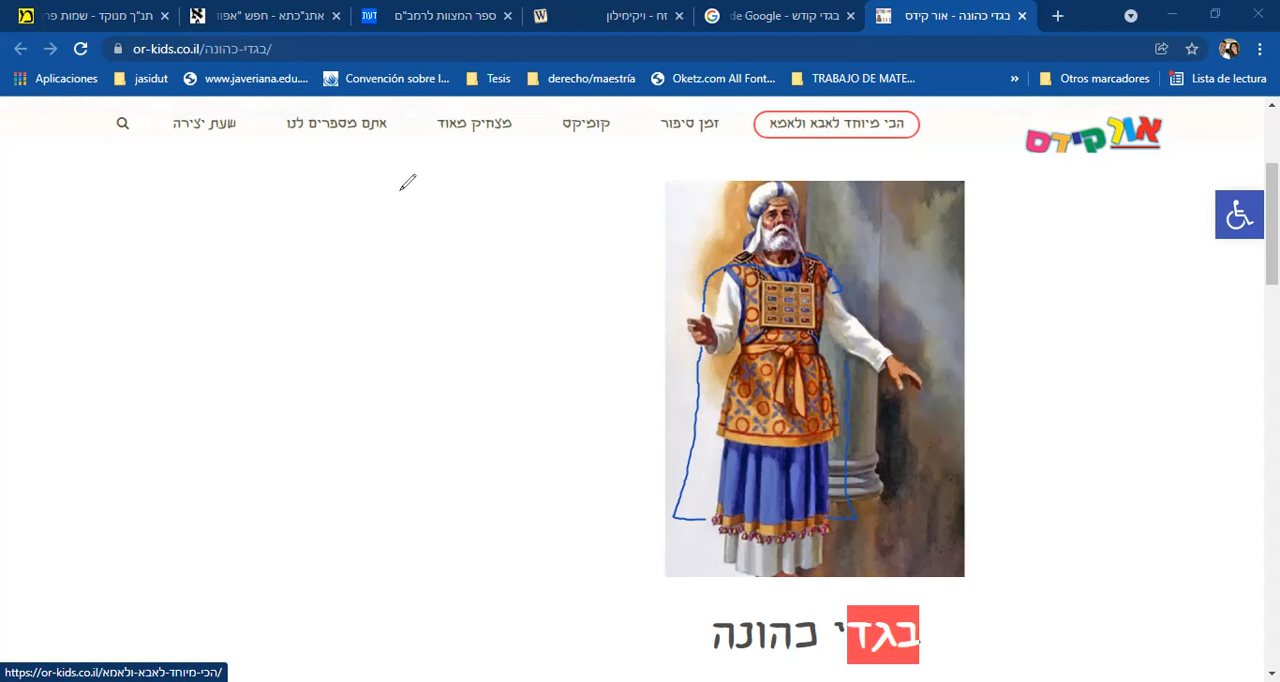 תנ"ך מנוקד - שמות פר
אתנ"כתא - חפש "אפוד
ספר המצוות לרמב"ם
זח - ויקימילון
בגדי קודש - de Google
בגדי כהונה - אור קידס
or-kids.co.il/בגדי-כהונה/
Aplicaciones
jasidut
www.javeriana.edu....
Convención sobre l...
Tesis
derecho/maestría
Oketz.com All Font...
TRABAJO DE MATE...
»
Otros marcadores
Lista de lectura
אור קידס
הכי מיוחד לאבא ולאמא
זמן סיפור
קומיקס
מצחיק מאוד
אתם מספרים לנו
שעת יצירה
בגדי כהונה
https://or-kids.co.il/הכי-מיוחד-לאבא-ולאמא/